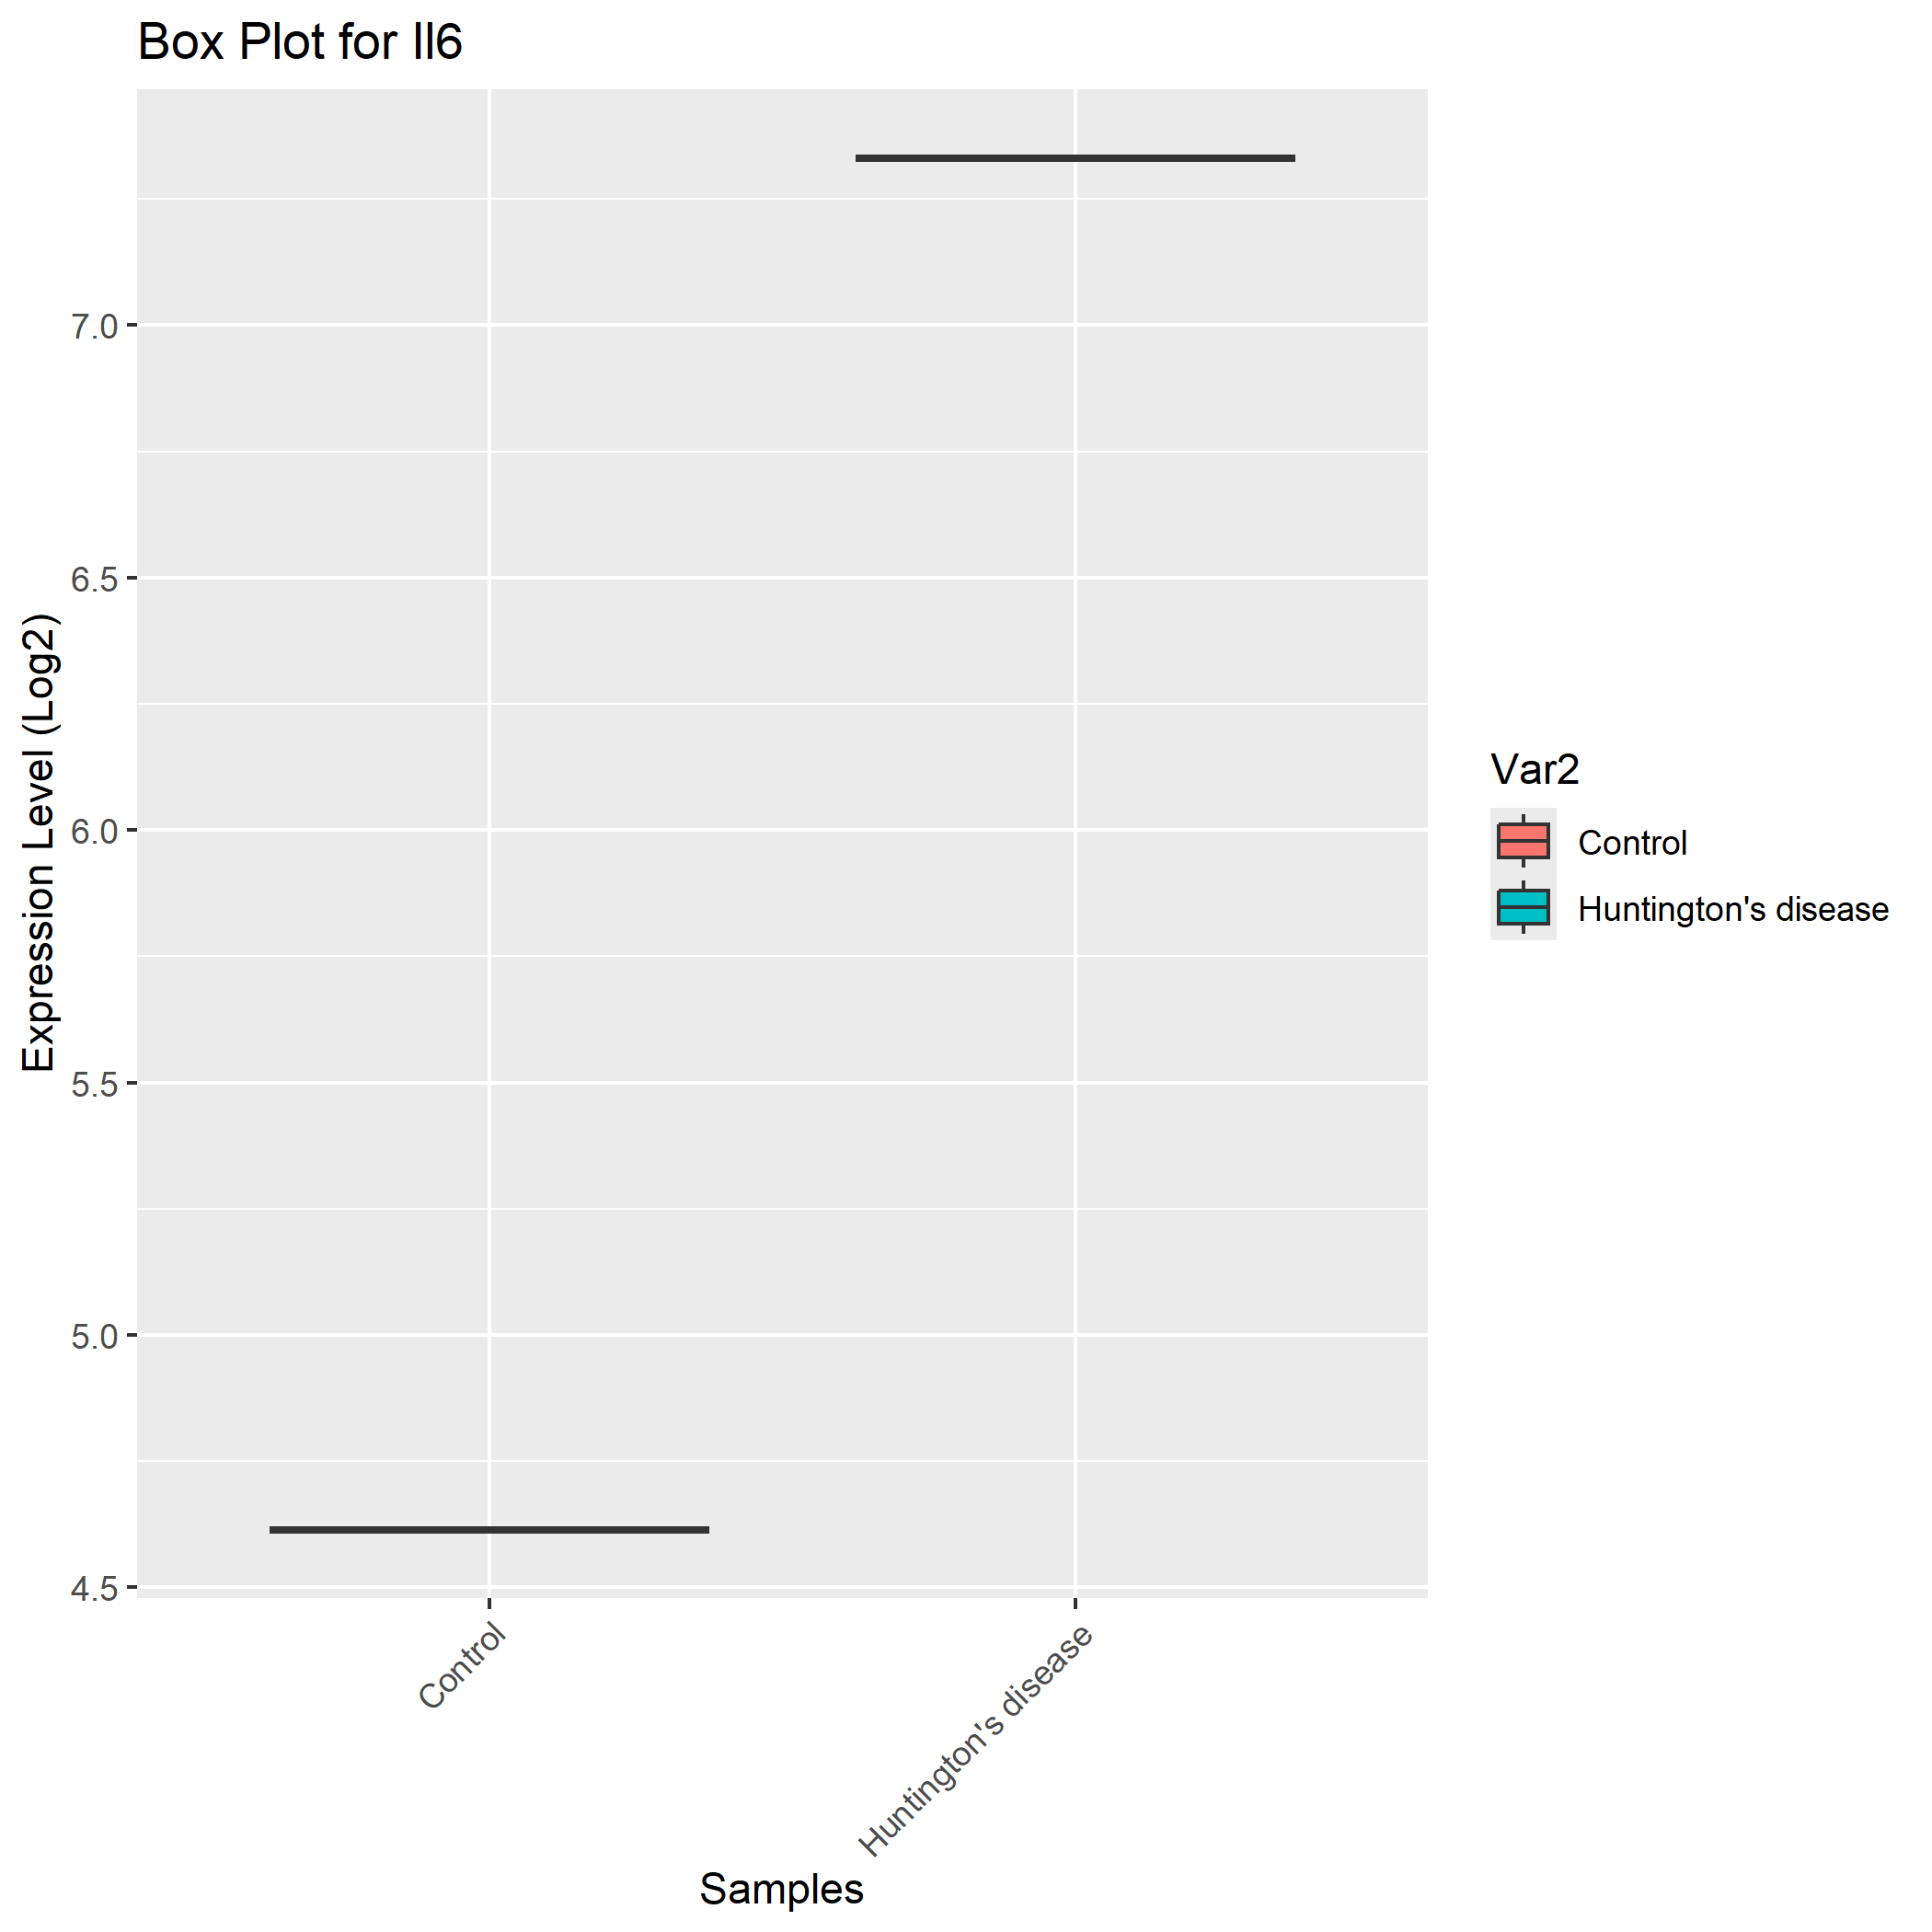 Box Plot for Il6
Expression Level (Log2)
7.0
6.5
6.0
5.5
5.0
4.5
Control
Huntington's disease
Samples
Var2
Control
Huntington's disease